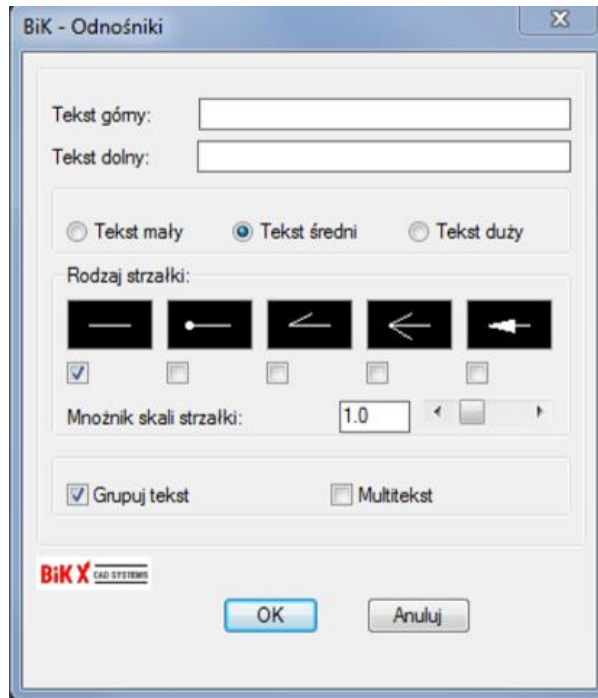 BiK - Odnośniki
Tekst górny:
Tekst dolny:
Tekst mały Tekst średni Tekst duży
Rodzaj strzałki:
Mnożnik skali strzałki: 1.0
Grupuj tekst Multitekst
BiK X CAD SYSTEMS
OK Anuluj